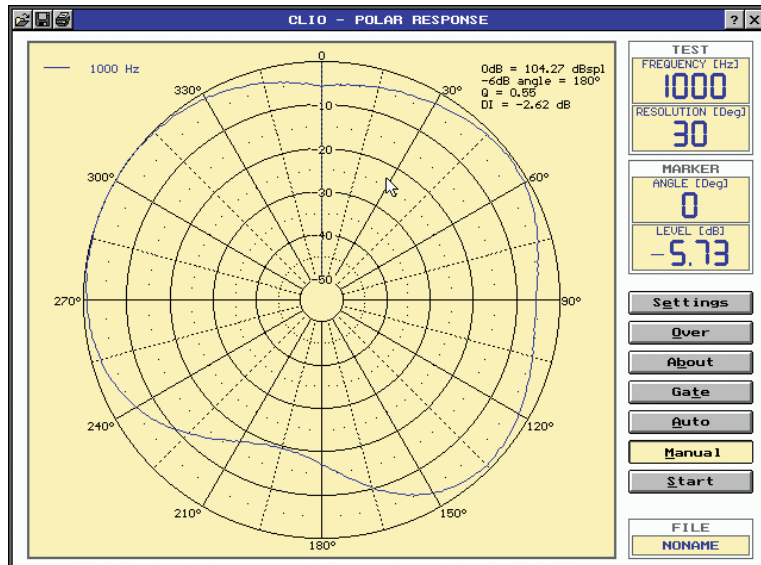 CLIO - POLAR RESPONSE
? X
1000 Hz
0dB = 104.27 dBspl
-6dB angle = 180°
Q = 0.55
DI = -2.62 dB
0
330°
30°
-10
-20
300°
60°
-30
-40
-50
270°
90°
240°
120°
210°
150°
180°
TEST
FREQUENCY [Hz]
1000
RESOLUTION [Deg]
30
MARKER
ANGLE [Deg]
0
LEVEL [dB]
-5.73
Settings
Over
About
Gate
Auto
Manual
Start
FILE
NONAME